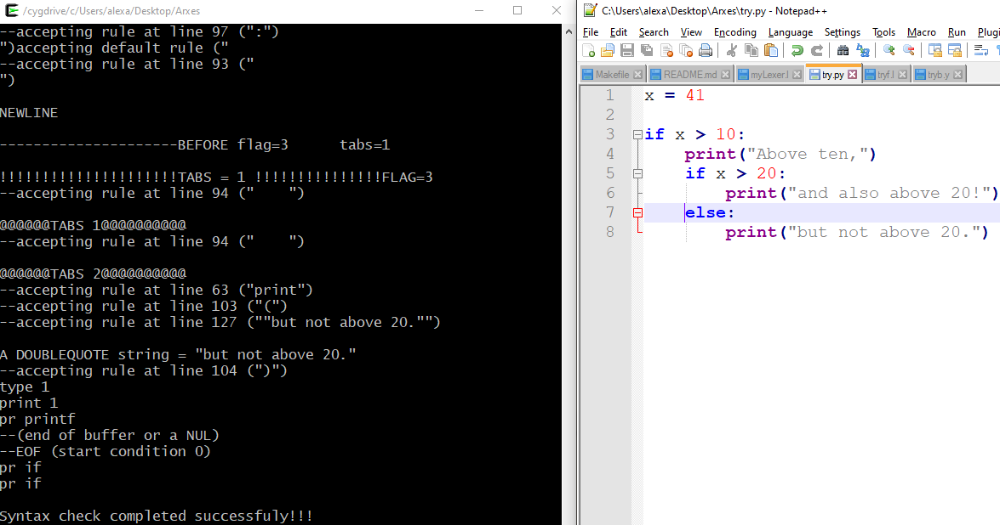 /cygdrive/c/Users/alexa/Desktop/Arxes
--accepting rule at line 97 (":")
")accepting default rule ("
--accepting rule at line 93 ("
")
NEWLINE
---------------------BEFORE flag=3      tabs=1
!!!!!!!!!!!!!!!!!!!!!TABS = 1 !!!!!!!!!!!!!!!FLAG=3
--accepting rule at line 94 ("    ")
@@@@@@TABS 1@@@@@@@@@@
--accepting rule at line 94 ("    ")
@@@@@@TABS 2@@@@@@@@@@
--accepting rule at line 63 ("print")
--accepting rule at line 103 ("(")
--accepting rule at line 127 (""but not above 20."")
A DOUBLEQUOTE string = "but not above 20."
--accepting rule at line 104 (")")
type 1
print 1
pr printf
--(end of buffer or a NUL)
--EOF (start condition 0)
pr if
pr if
Syntax check completed successfuly!!!
C:\Users\alexa\Desktop\Arxes\try.py - Notepad++
File Edit Search View Encoding Language Settings Tools Macro Run Plugi
Makefile README.md myLexer.l try.py tryf.l tryb.y
1 x = 41
2
3 if x > 10:
4     print("Above ten,")
5     if x > 20:
6         print("and also above 20!")
7     else:
8         print("but not above 20.")